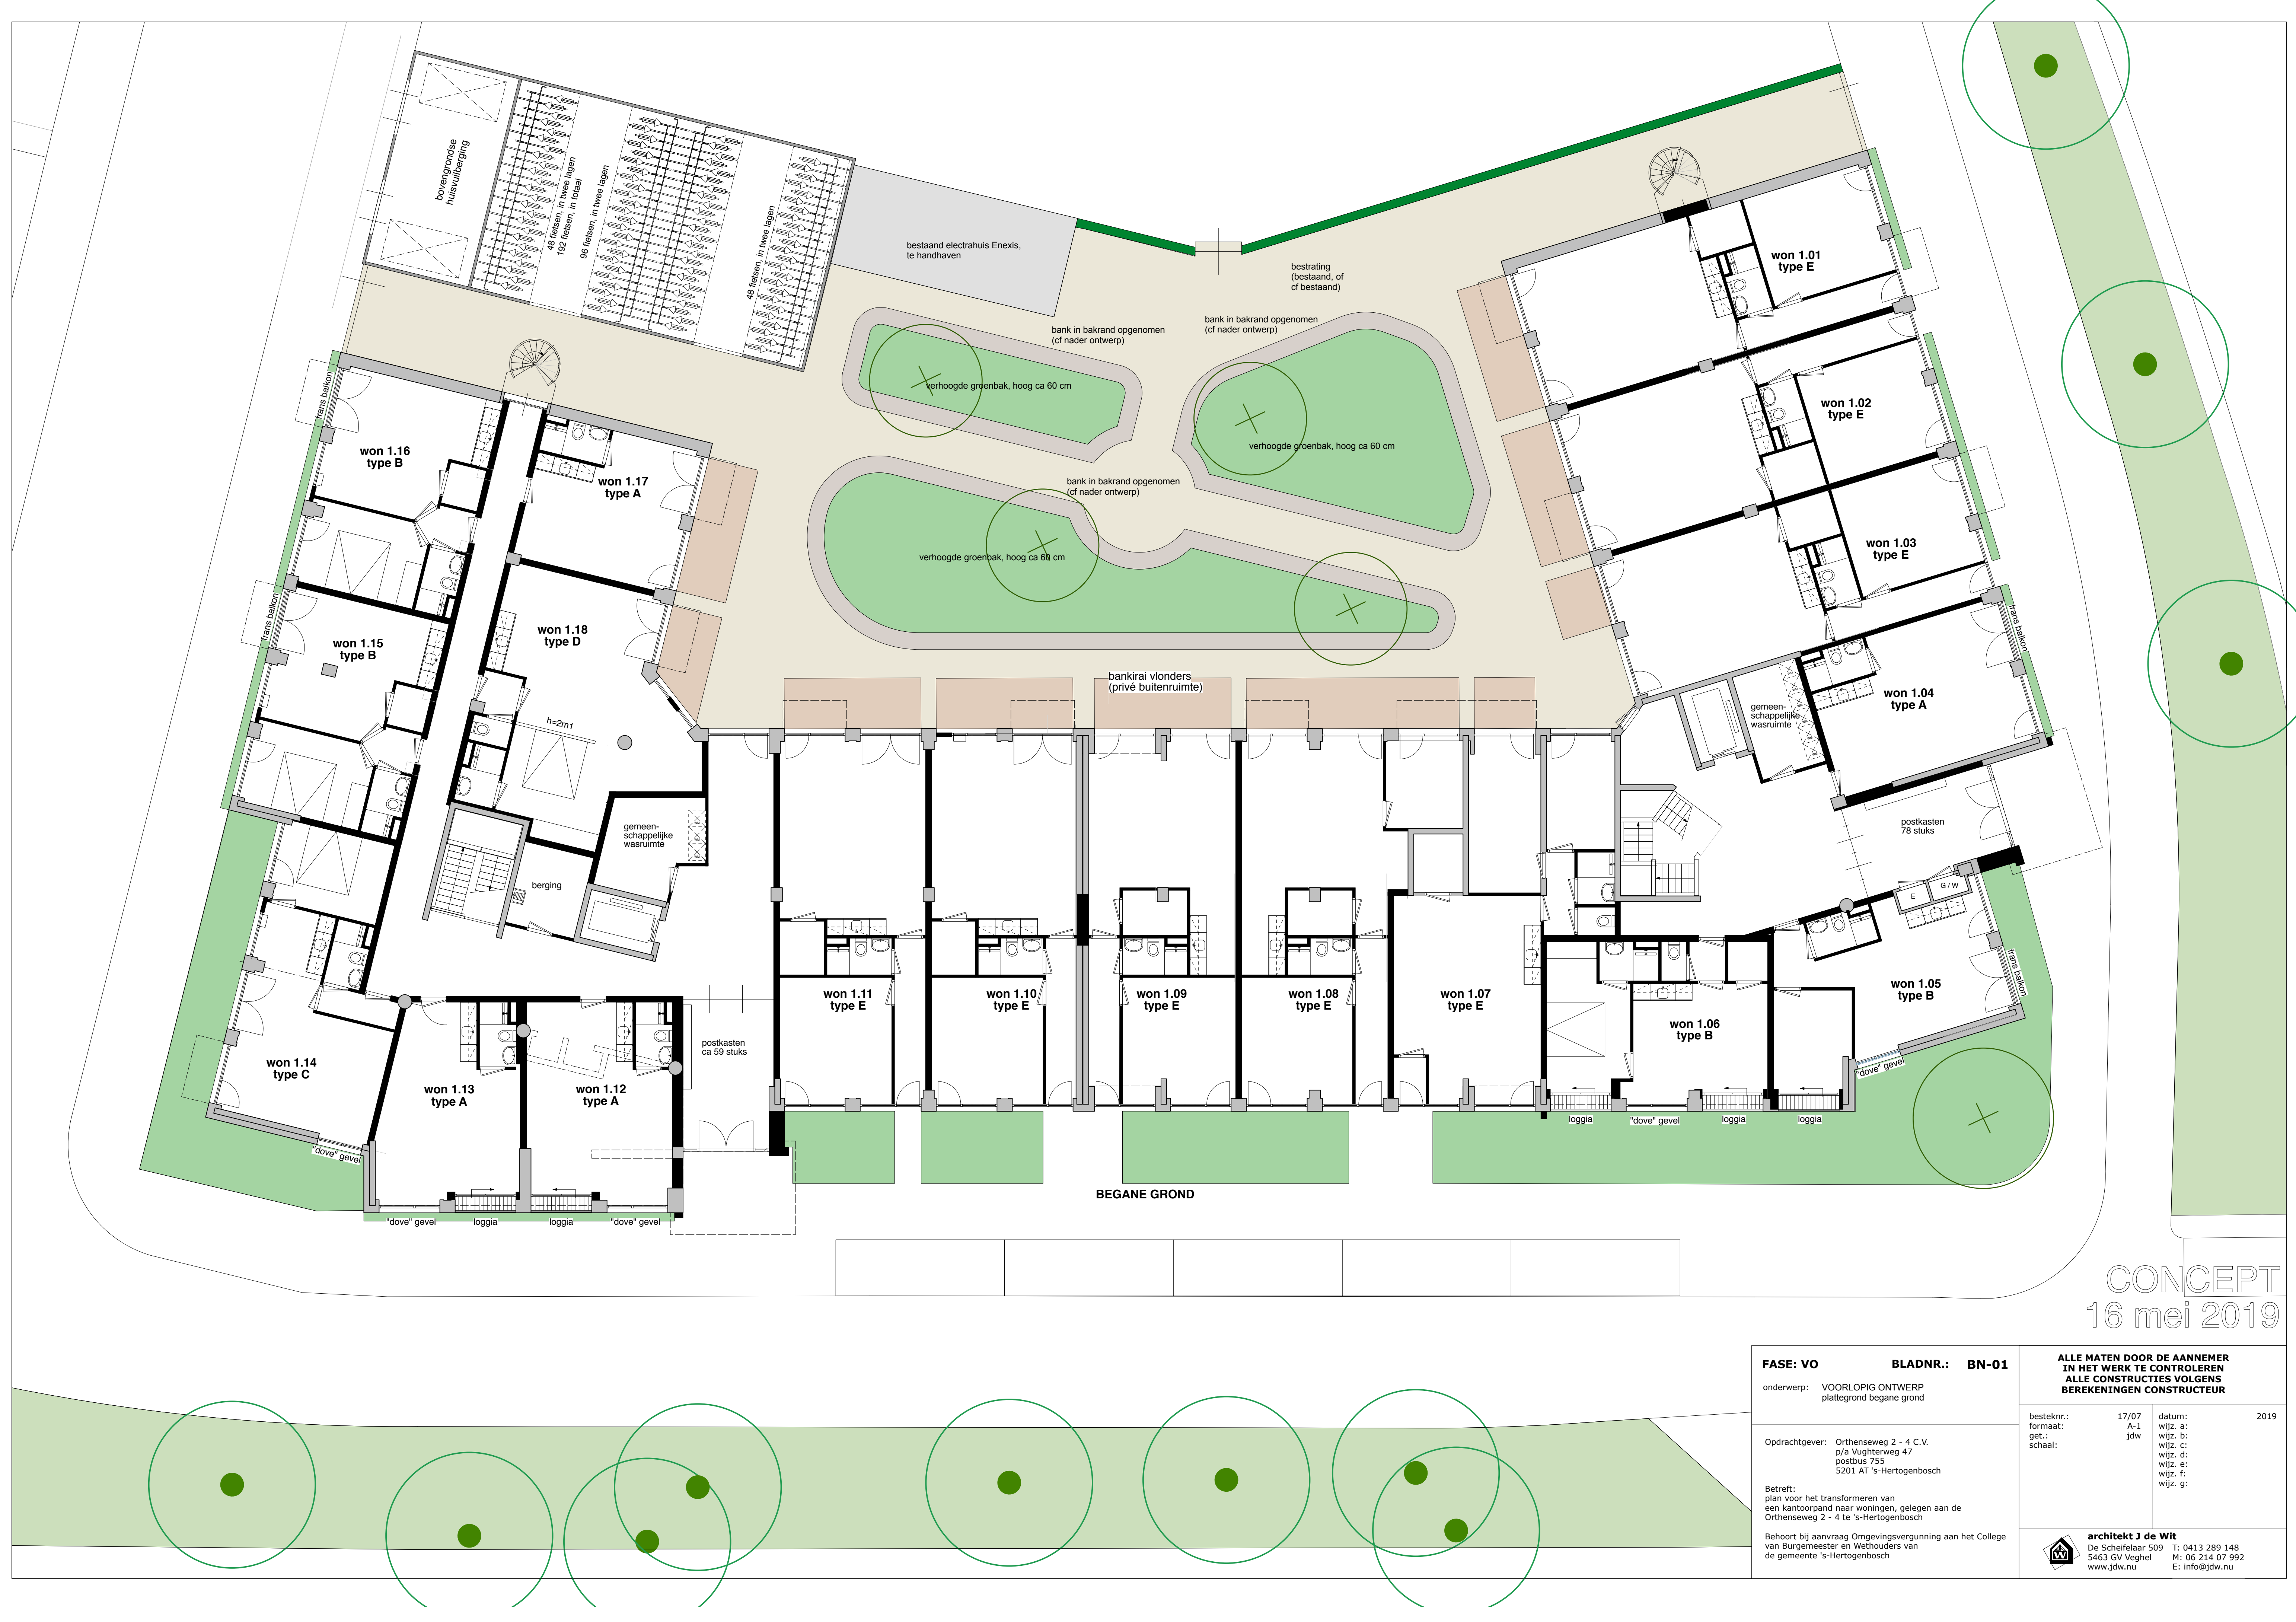 bovengrondse
huisvuilberging
48 fietsen, in twee lagen
192 fietsen, in totaal
96 fietsen, in twee lagen
48 fietsen, in twee lagen
bestaand electrahuis Enexis,
te handhaven
bestrating
(bestaand, of
cf bestaand)
bank in bakrand opgenomen
(cf nader ontwerp)
bank in bakrand opgenomen
(cf nader ontwerp)
verhoogde groenbak, hoog ca 60 cm
verhoogde groenbak, hoog ca 60 cm
bank in bakrand opgenomen
(cf nader ontwerp)
verhoogde groenbak, hoog ca 60 cm
bankirai vlonders
(privé buitenruimte)
won 1.01
type E
won 1.02
type E
won 1.03
type E
frans balkon
won 1.04
type A
gemeen-
schappelijke
wasruimte
postkasten
78 stuks
E
G / W
won 1.05
type B
frans balkon
"dove" gevel
won 1.06
type B
loggia
"dove" gevel
loggia
loggia
won 1.07
type E
won 1.08
type E
won 1.09
type E
won 1.10
type E
won 1.11
type E
postkasten
ca 59 stuks
won 1.12
type A
won 1.13
type A
"dove" gevel
loggia
loggia
"dove" gevel
won 1.14
type C
"dove" gevel
won 1.15
type B
frans balkon
won 1.16
type B
frans balkon
won 1.17
type A
won 1.18
type D
h=2m1
gemeen-
schappelijke
wasruimte
berging
BEGANE GROND
CONCEPT
16 mei 2019
FASE: VO BLADNR.: BN-01
onderwerp: VOORLOPIG ONTWERP
plattegrond begane grond
Opdrachtgever: Orthenseweg 2 - 4 C.V.
p/a Vughterweg 47
postbus 755
5201 AT 's-Hertogenbosch
Betreft:
plan voor het transformeren van
een kantoorpand naar woningen, gelegen aan de
Orthenseweg 2 - 4 te 's-Hertogenbosch
Behoort bij aanvraag Omgevingsvergunning aan het College
van Burgemeester en Wethouders van
de gemeente 's-Hertogenbosch
ALLE MATEN DOOR DE AANNEMER
IN HET WERK TE CONTROLEREN
ALLE CONSTRUCTIES VOLGENS
BEREKENINGEN CONSTRUCTEUR
besteknr.: 17/07
formaat: A-1
get.: jdw
schaal:
datum: 2019
wijz. a:
wijz. b:
wijz. c:
wijz. d:
wijz. e:
wijz. f:
wijz. g:
architekt J de Wit
De Scheifelaar 509 T: 0413 289 148
5463 GV Veghel M: 06 214 07 992
www.jdw.nu E: info@jdw.nu